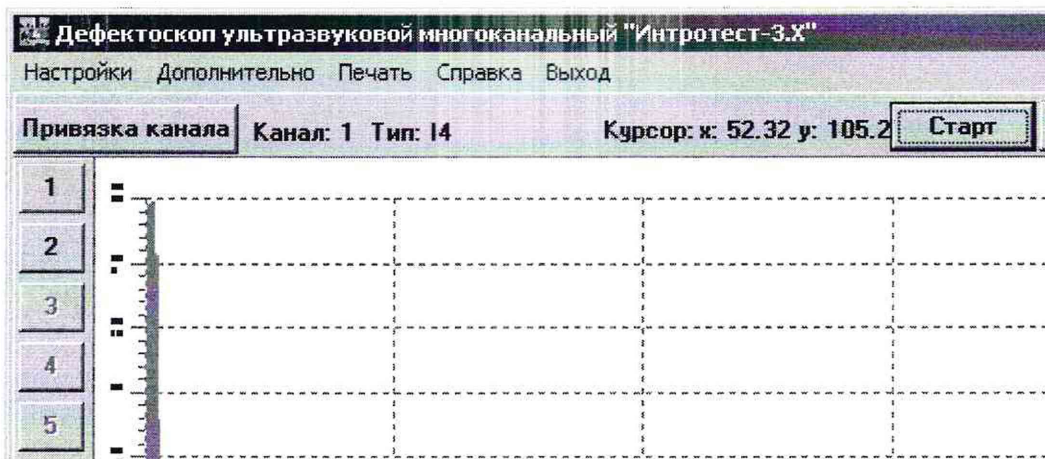 Дефектоскоп ультразвуковой многоканальный "Интротест-3.X"
Настройки Дополнительно Печать Справка Выход
Привязка канала Канал: 1 Тип: I4 Курсор: x: 52.32 y: 105.2 Старт
1
2
3
4
5